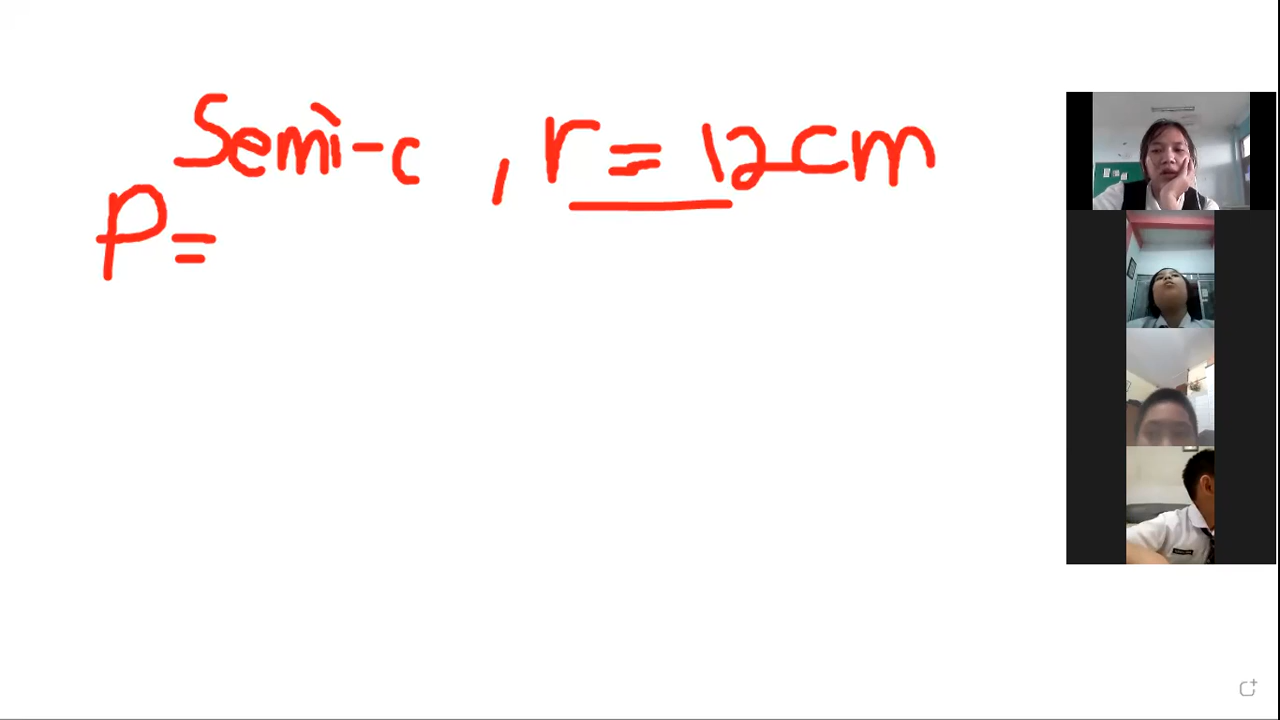 Semi-c , r = 12cm
P=